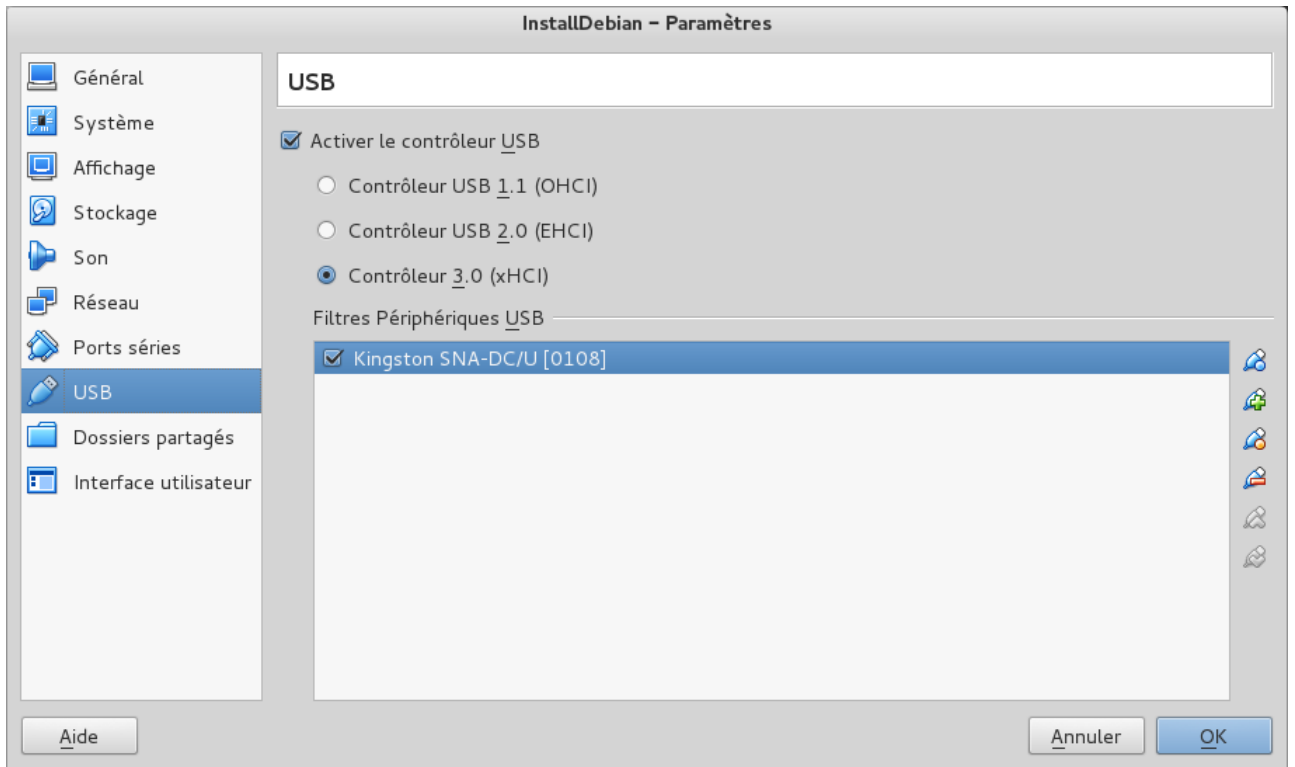 InstallDebian – Paramètres
Général
Système
Affichage
Stockage
Son
Réseau
Ports séries
USB
Dossiers partagés
Interface utilisateur
USB
Activer le contrôleur USB
Contrôleur USB 1.1 (OHCI)
Contrôleur USB 2.0 (EHCI)
Contrôleur 3.0 (xHCI)
Filtres Périphériques USB
Kingston SNA-DC/U [0108]
Aide
Annuler
OK